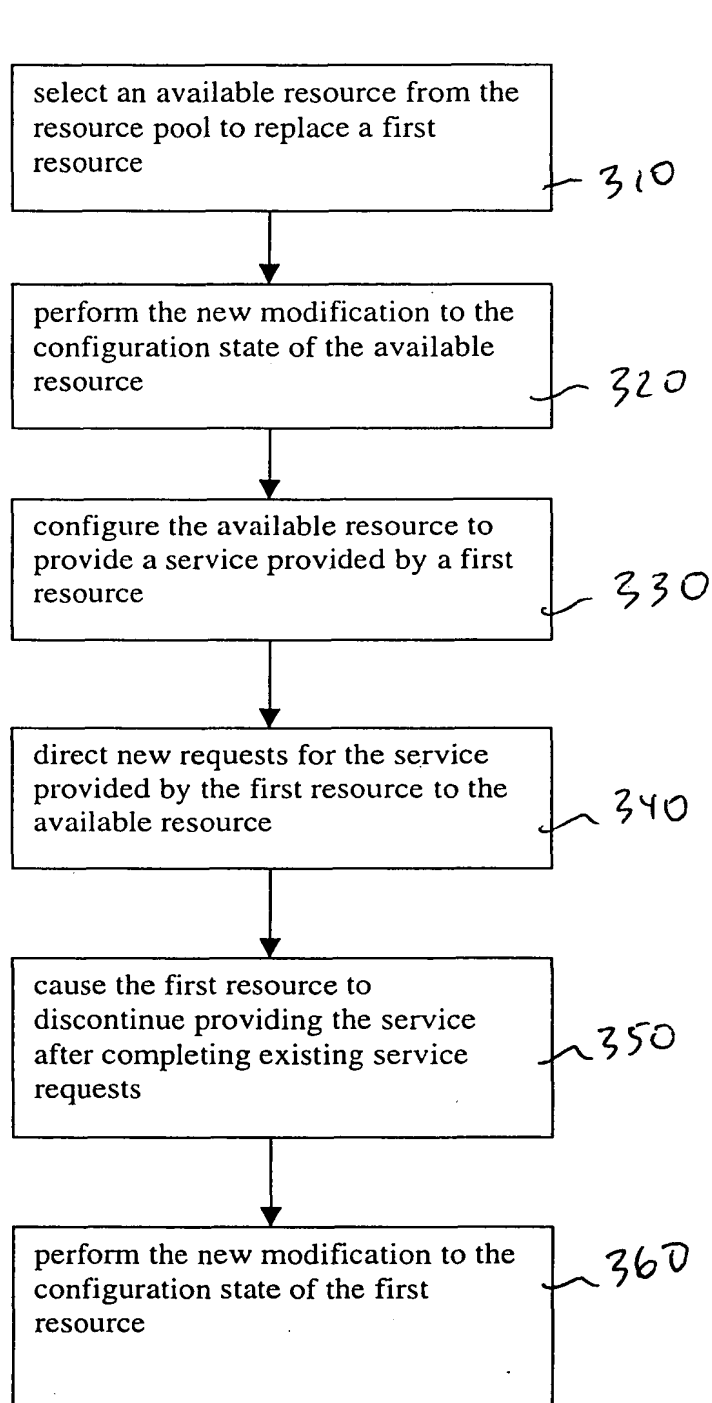 select an available resource from the
resource pool to replace a first
resource
310
perform the new modification to the
configuration state of the available
resource
320
configure the available resource to
provide a service provided by a first
resource
330
direct new requests for the service
provided by the first resource to the
available resource
340
cause the first resource to
discontinue providing the service
after completing existing service
requests
350
perform the new modification to the
configuration state of the first
resource
360